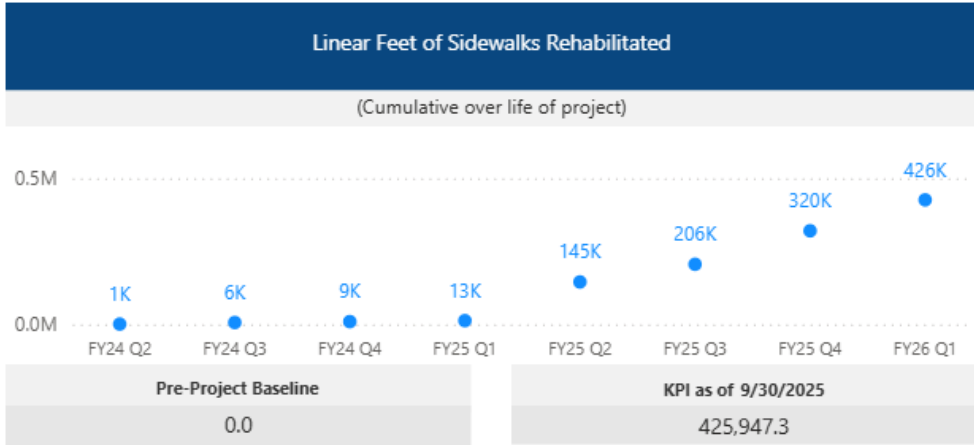 Linear Feet of Sidewalks Rehabilitated
(Cumulative over life of project)
0.5M
426K
320K
206K
145K
1K 6K 9K 13K
0.0M
FY24 Q2 FY24 Q3 FY24 Q4 FY25 Q1 FY25 Q2 FY25 Q3 FY25 Q4 FY26 Q1
Pre-Project Baseline KPI as of 9/30/2025
0.0 425,947.3